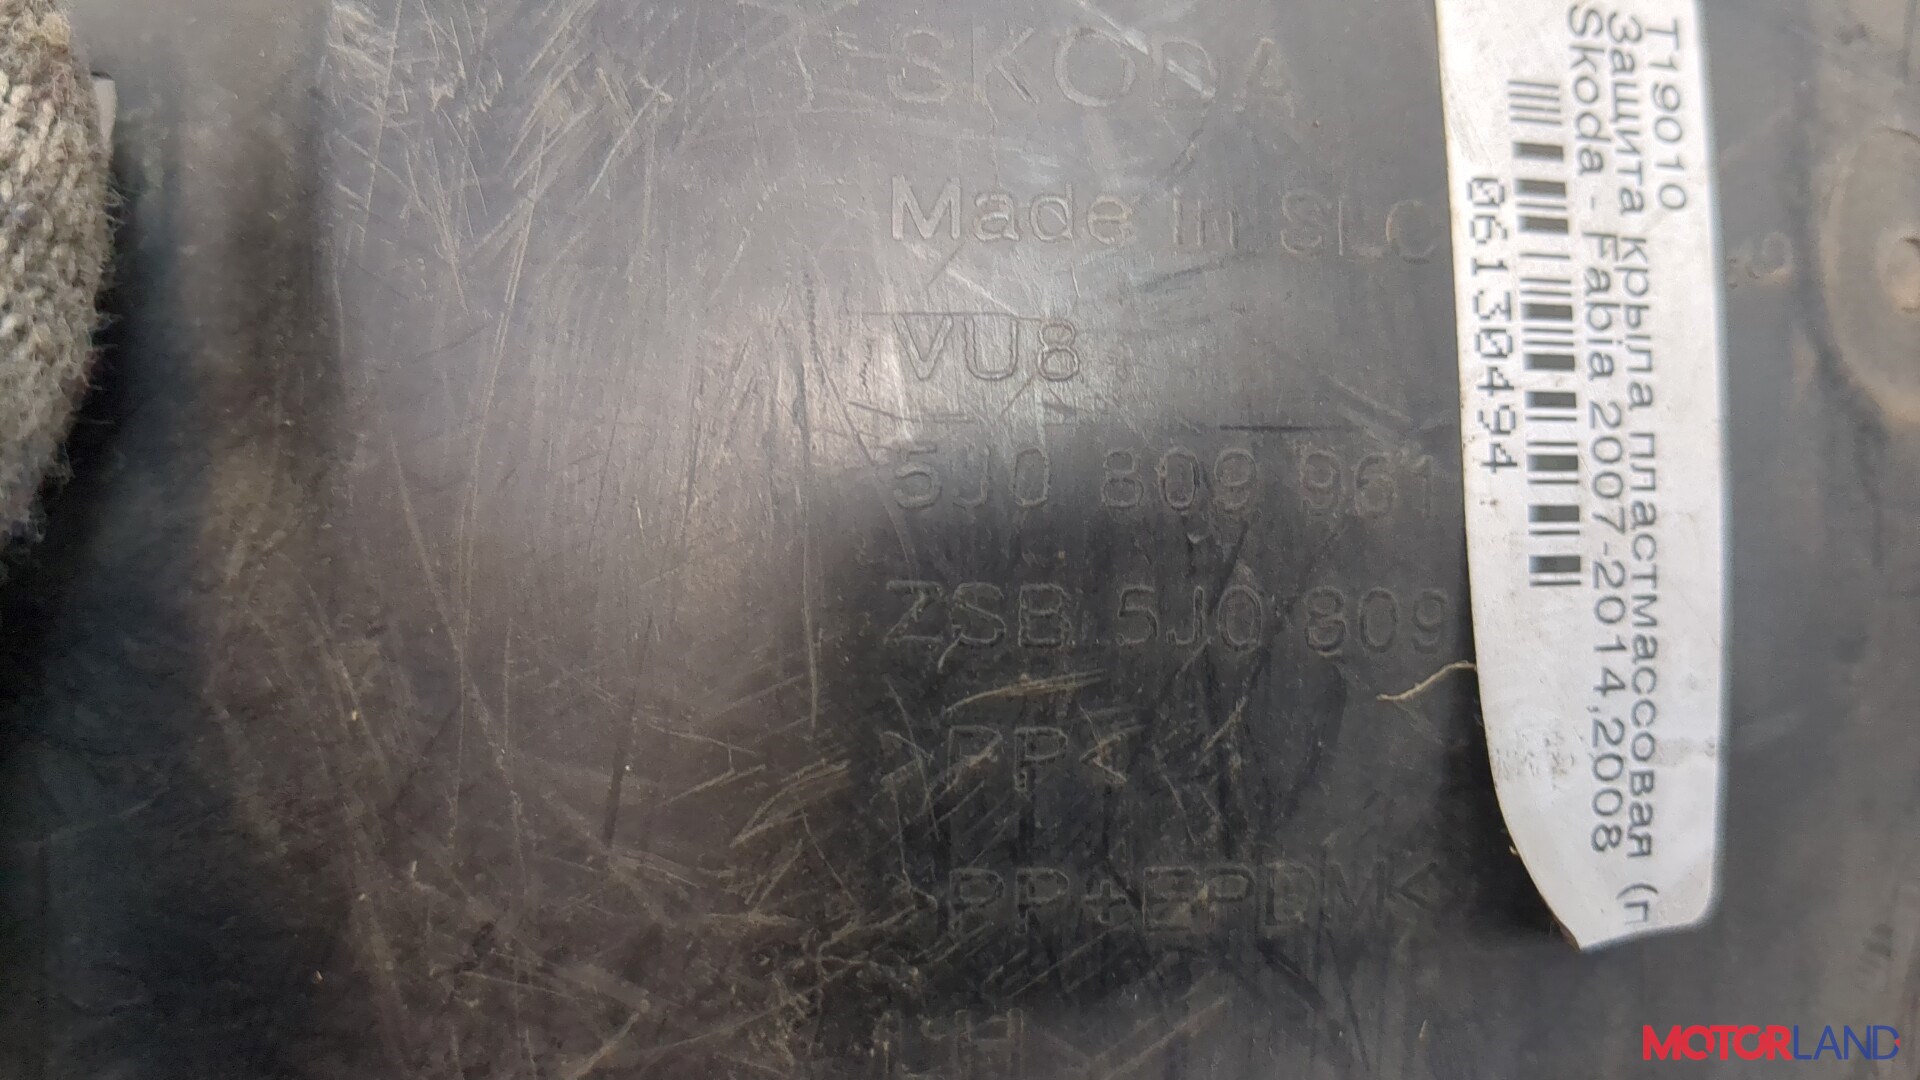 SKODA
Made in SLO
VU8
5J0 809 961
ZSB 5J0 809
>PP<
>PP+EPDM<
T19010
Защита крыла пластмассовая (п
Skoda - Fabia 2007-2014,2008
06130494
MOTORLAND